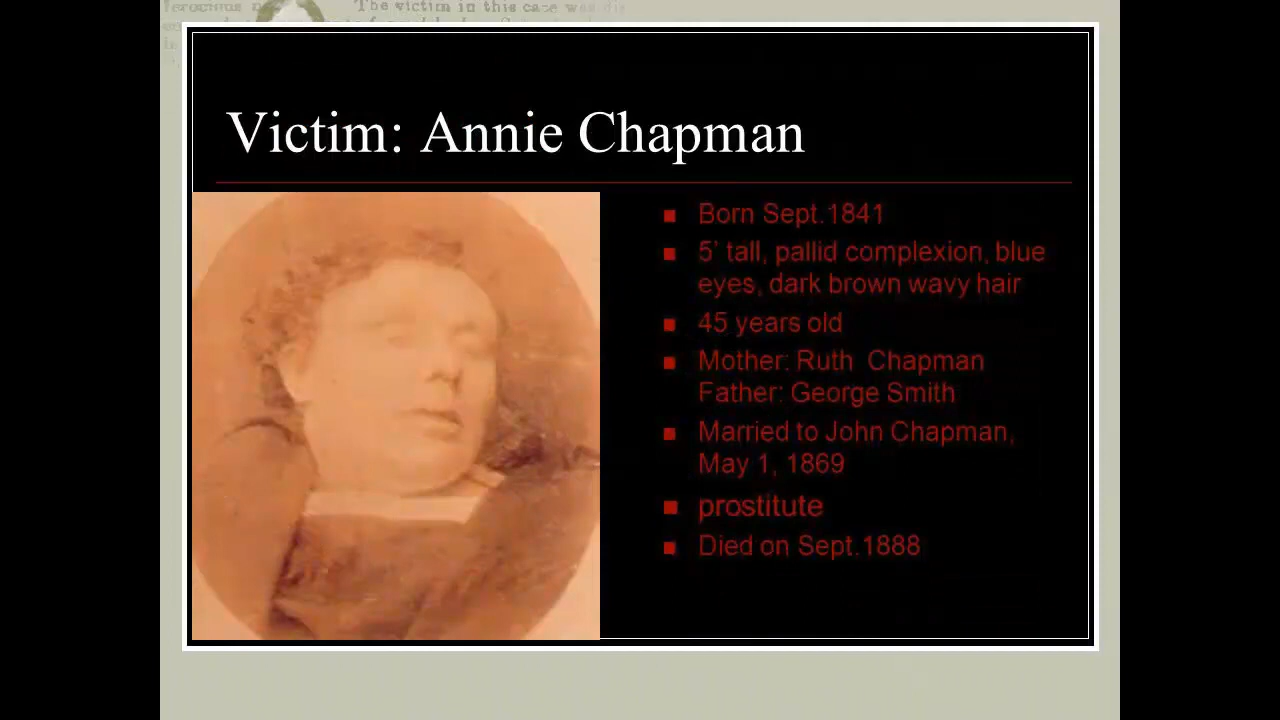 The victim in this case was
Victim: Annie Chapman
Born Sept.1841
5' tall, pallid complexion, blue
eyes, dark brown wavy hair
45 years old
Mother: Ruth Chapman
Father: George Smith
Married to John Chapman,
May 1, 1869
prostitute
Died on Sept.1888